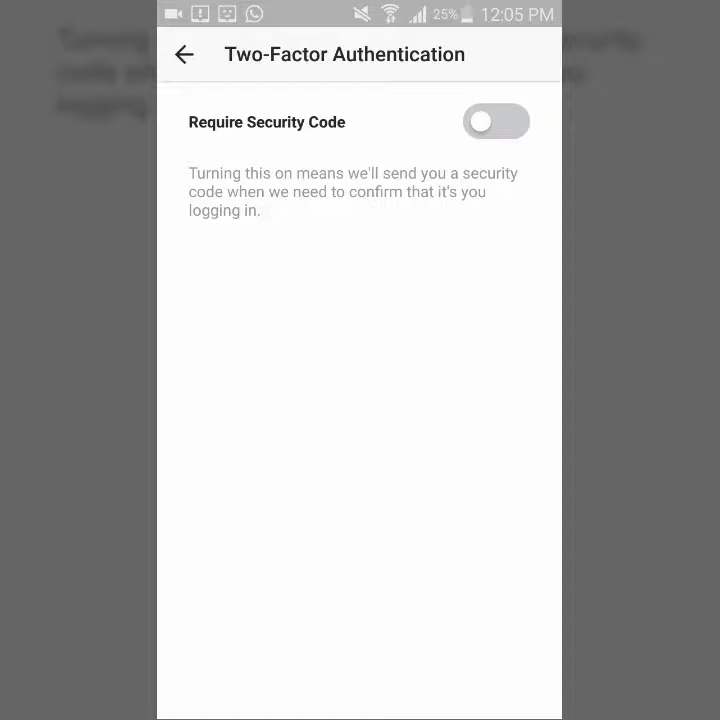 25% 12:05 PM
Two-Factor Authentication
Require Security Code
Turning this on means we'll send you a security
code when we need to confirm that it's you
logging in.